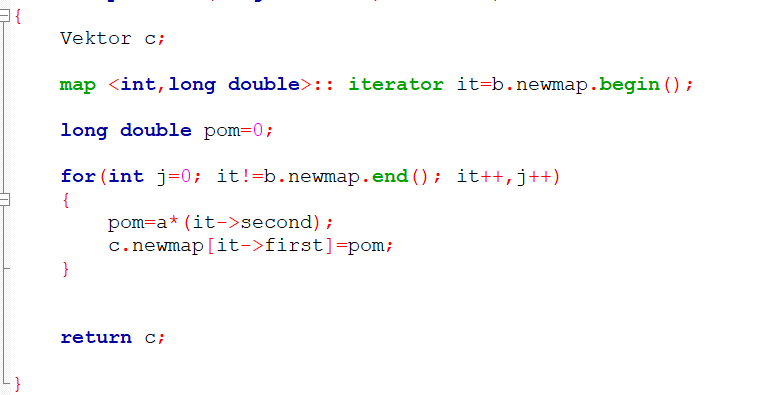 {
Vektor c;
map <int,long double>:: iterator it=b.newmap.begin();
long double pom=0;
for(int j=0; it!=b.newmap.end(); it++,j++)
{
pom=a*(it->second);
c.newmap[it->first]=pom;
}
return c;
}